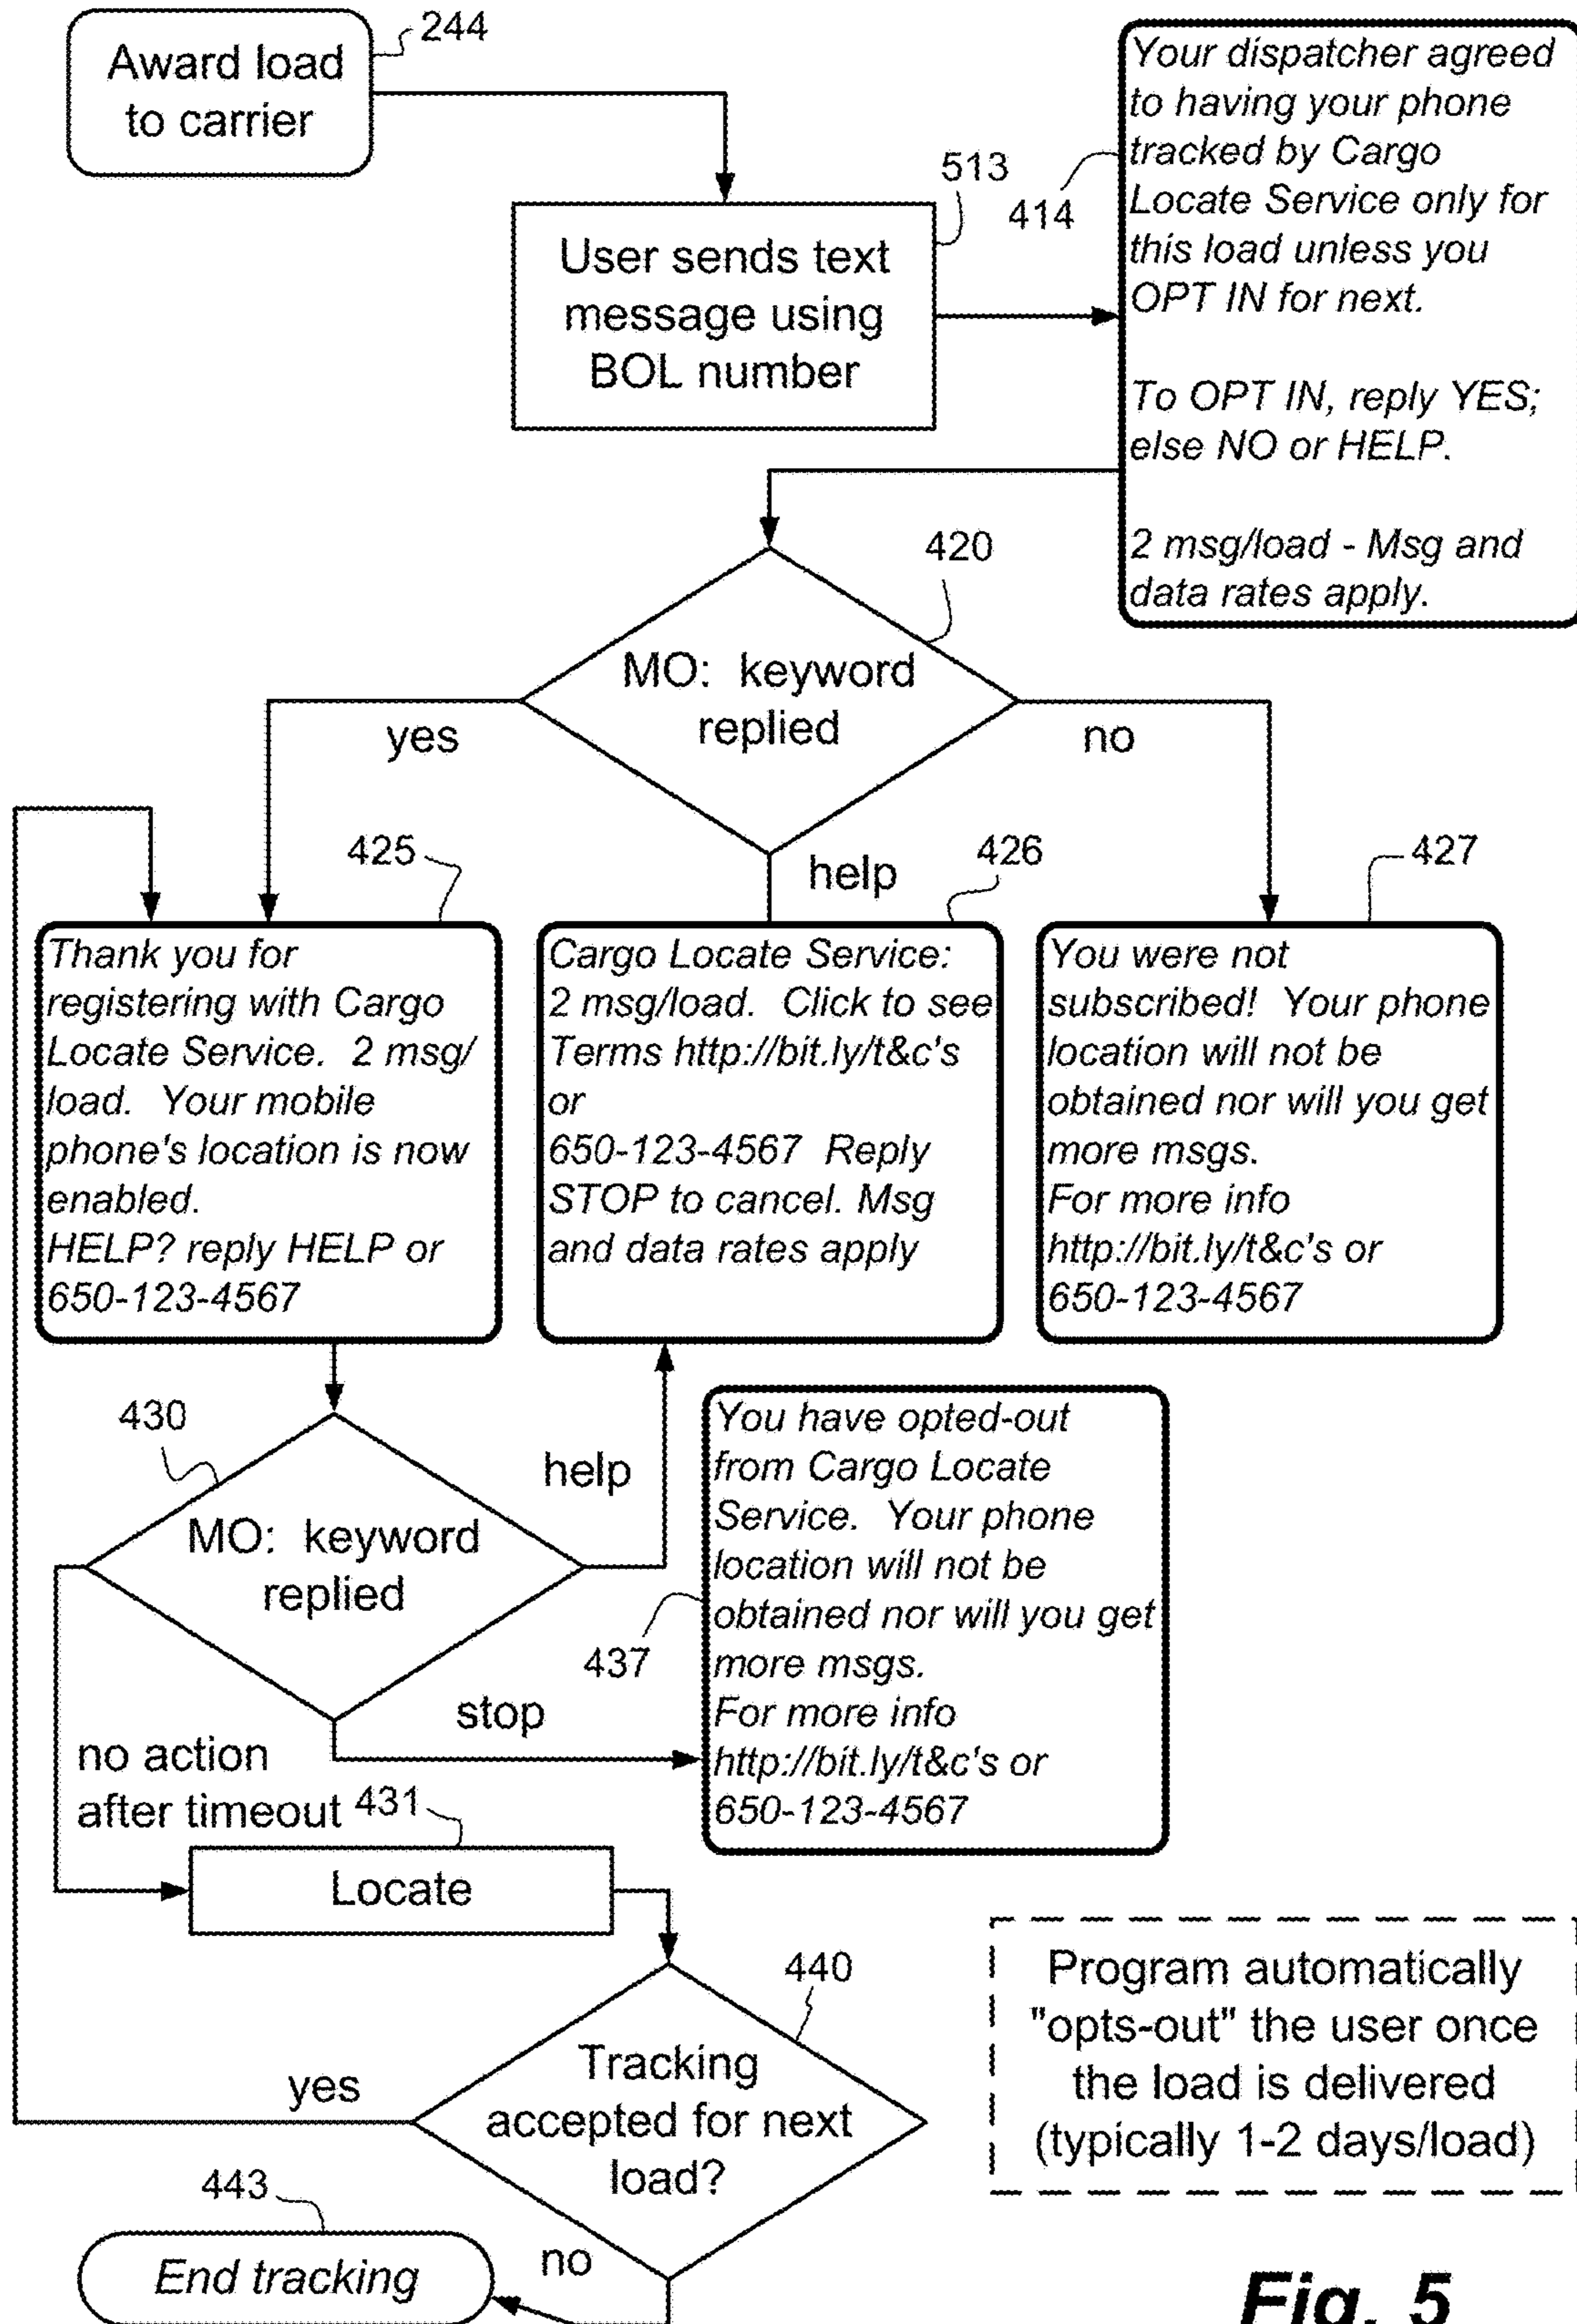 Award load
to carrier
244
Your dispatcher agreed
to having your phone
tracked by Cargo
Locate Service only for
this load unless you
OPT IN for next.
To OPT IN, reply YES;
else NO or HELP.
2 msg/load - Msg and
data rates apply.
414
513
User sends text
message using
BOL number
420
MO: keyword
replied
yes
no
help
425
426
427
Thank you for
registering with Cargo
Locate Service. 2 msg/
load. Your mobile
phone's location is now
enabled.
HELP? reply HELP or
650-123-4567
Cargo Locate Service:
2 msg/load. Click to see
Terms http://bit.ly/t&c's
or
650-123-4567 Reply
STOP to cancel. Msg
and data rates apply
You were not
subscribed! Your phone
location will not be
obtained nor will you get
more msgs.
For more info
http://bit.ly/t&c's or
650-123-4567
430
MO: keyword
replied
help
stop
no action
after timeout
437
You have opted-out
from Cargo Locate
Service. Your phone
location will not be
obtained nor will you get
more msgs.
For more info
http://bit.ly/t&c's or
650-123-4567
431
Locate
440
Tracking
accepted for next
load?
yes
no
443
End tracking
Program automatically
"opts-out" the user once
the load is delivered
(typically 1-2 days/load)
Fig. 5